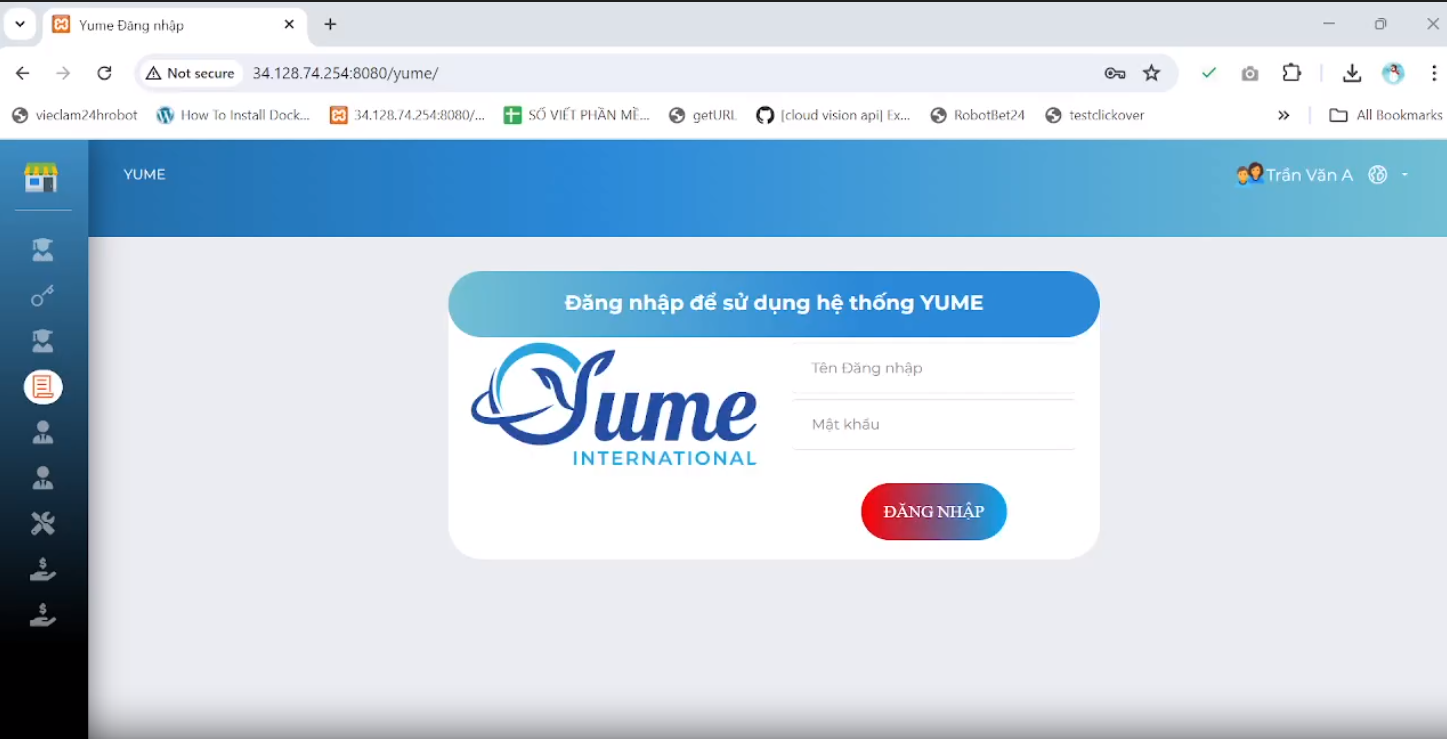 Yume Đăng nhập
Not secure 34.128.74.254:8080/yume/
vieclam24hrobot How To Install Dock... 34.128.74.254:8080/... SỐ VIẾT PHẦN MỀ... getURL [cloud vision api] Ex... RobotBet24 testclickover All Bookmarks
YUME Trần Văn A
Đăng nhập để sử dụng hệ thống YUME
Yume
INTERNATIONAL
Tên Đăng nhập
Mật khẩu
ĐĂNG NHẬP